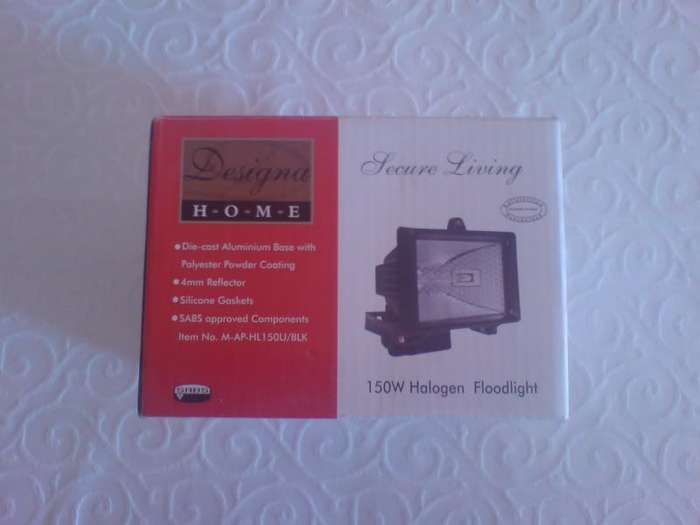 Designa
H-O-M-E
Die-cast Aluminium Base with
Palyester Powder Coating
4mm Reflector
Silicone Gaskets
SABS approved Components
Item No. M-AP-HL150U/BLK
Secure Living
150W Halogen Floodlight